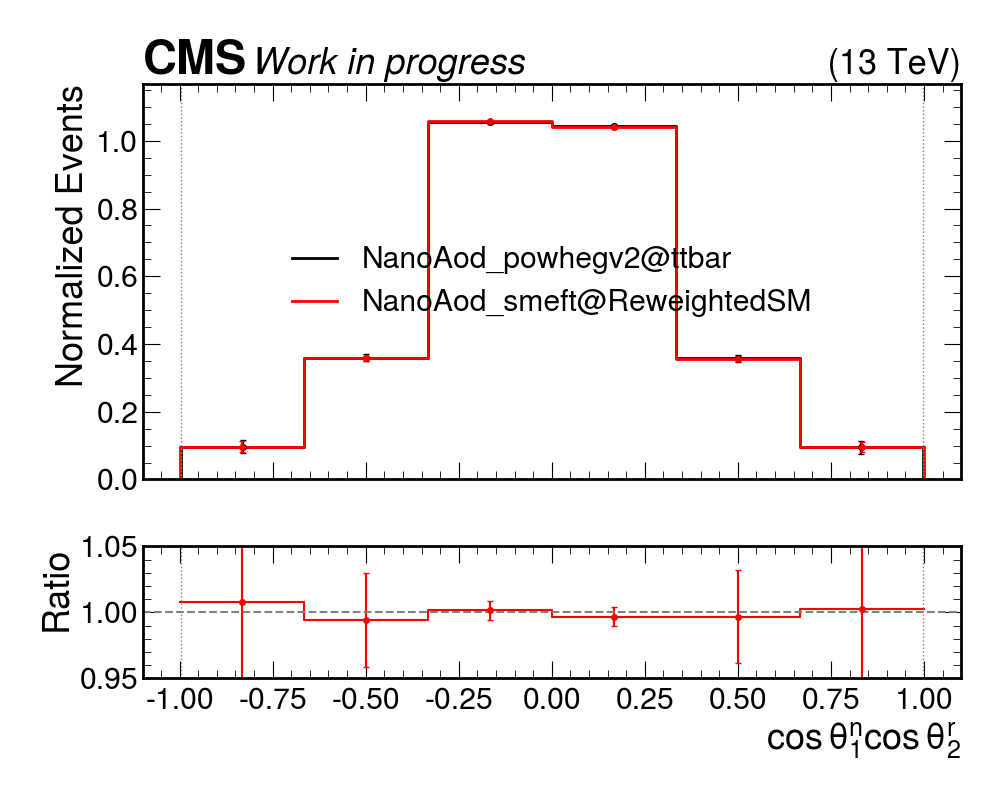 CMS Work in progress (13 TeV)
Normalized Events
1.0
0.8
0.6
0.4
0.2
0.0
NanoAod_powhegv2@ttbar
NanoAod_smeft@ReweightedSM
Ratio
1.05
1.00
0.95
-1.00 -0.75 -0.50 -0.25 0.00 0.25 0.50 0.75 1.00
cos θ₁ⁿcos θ₂ʳ